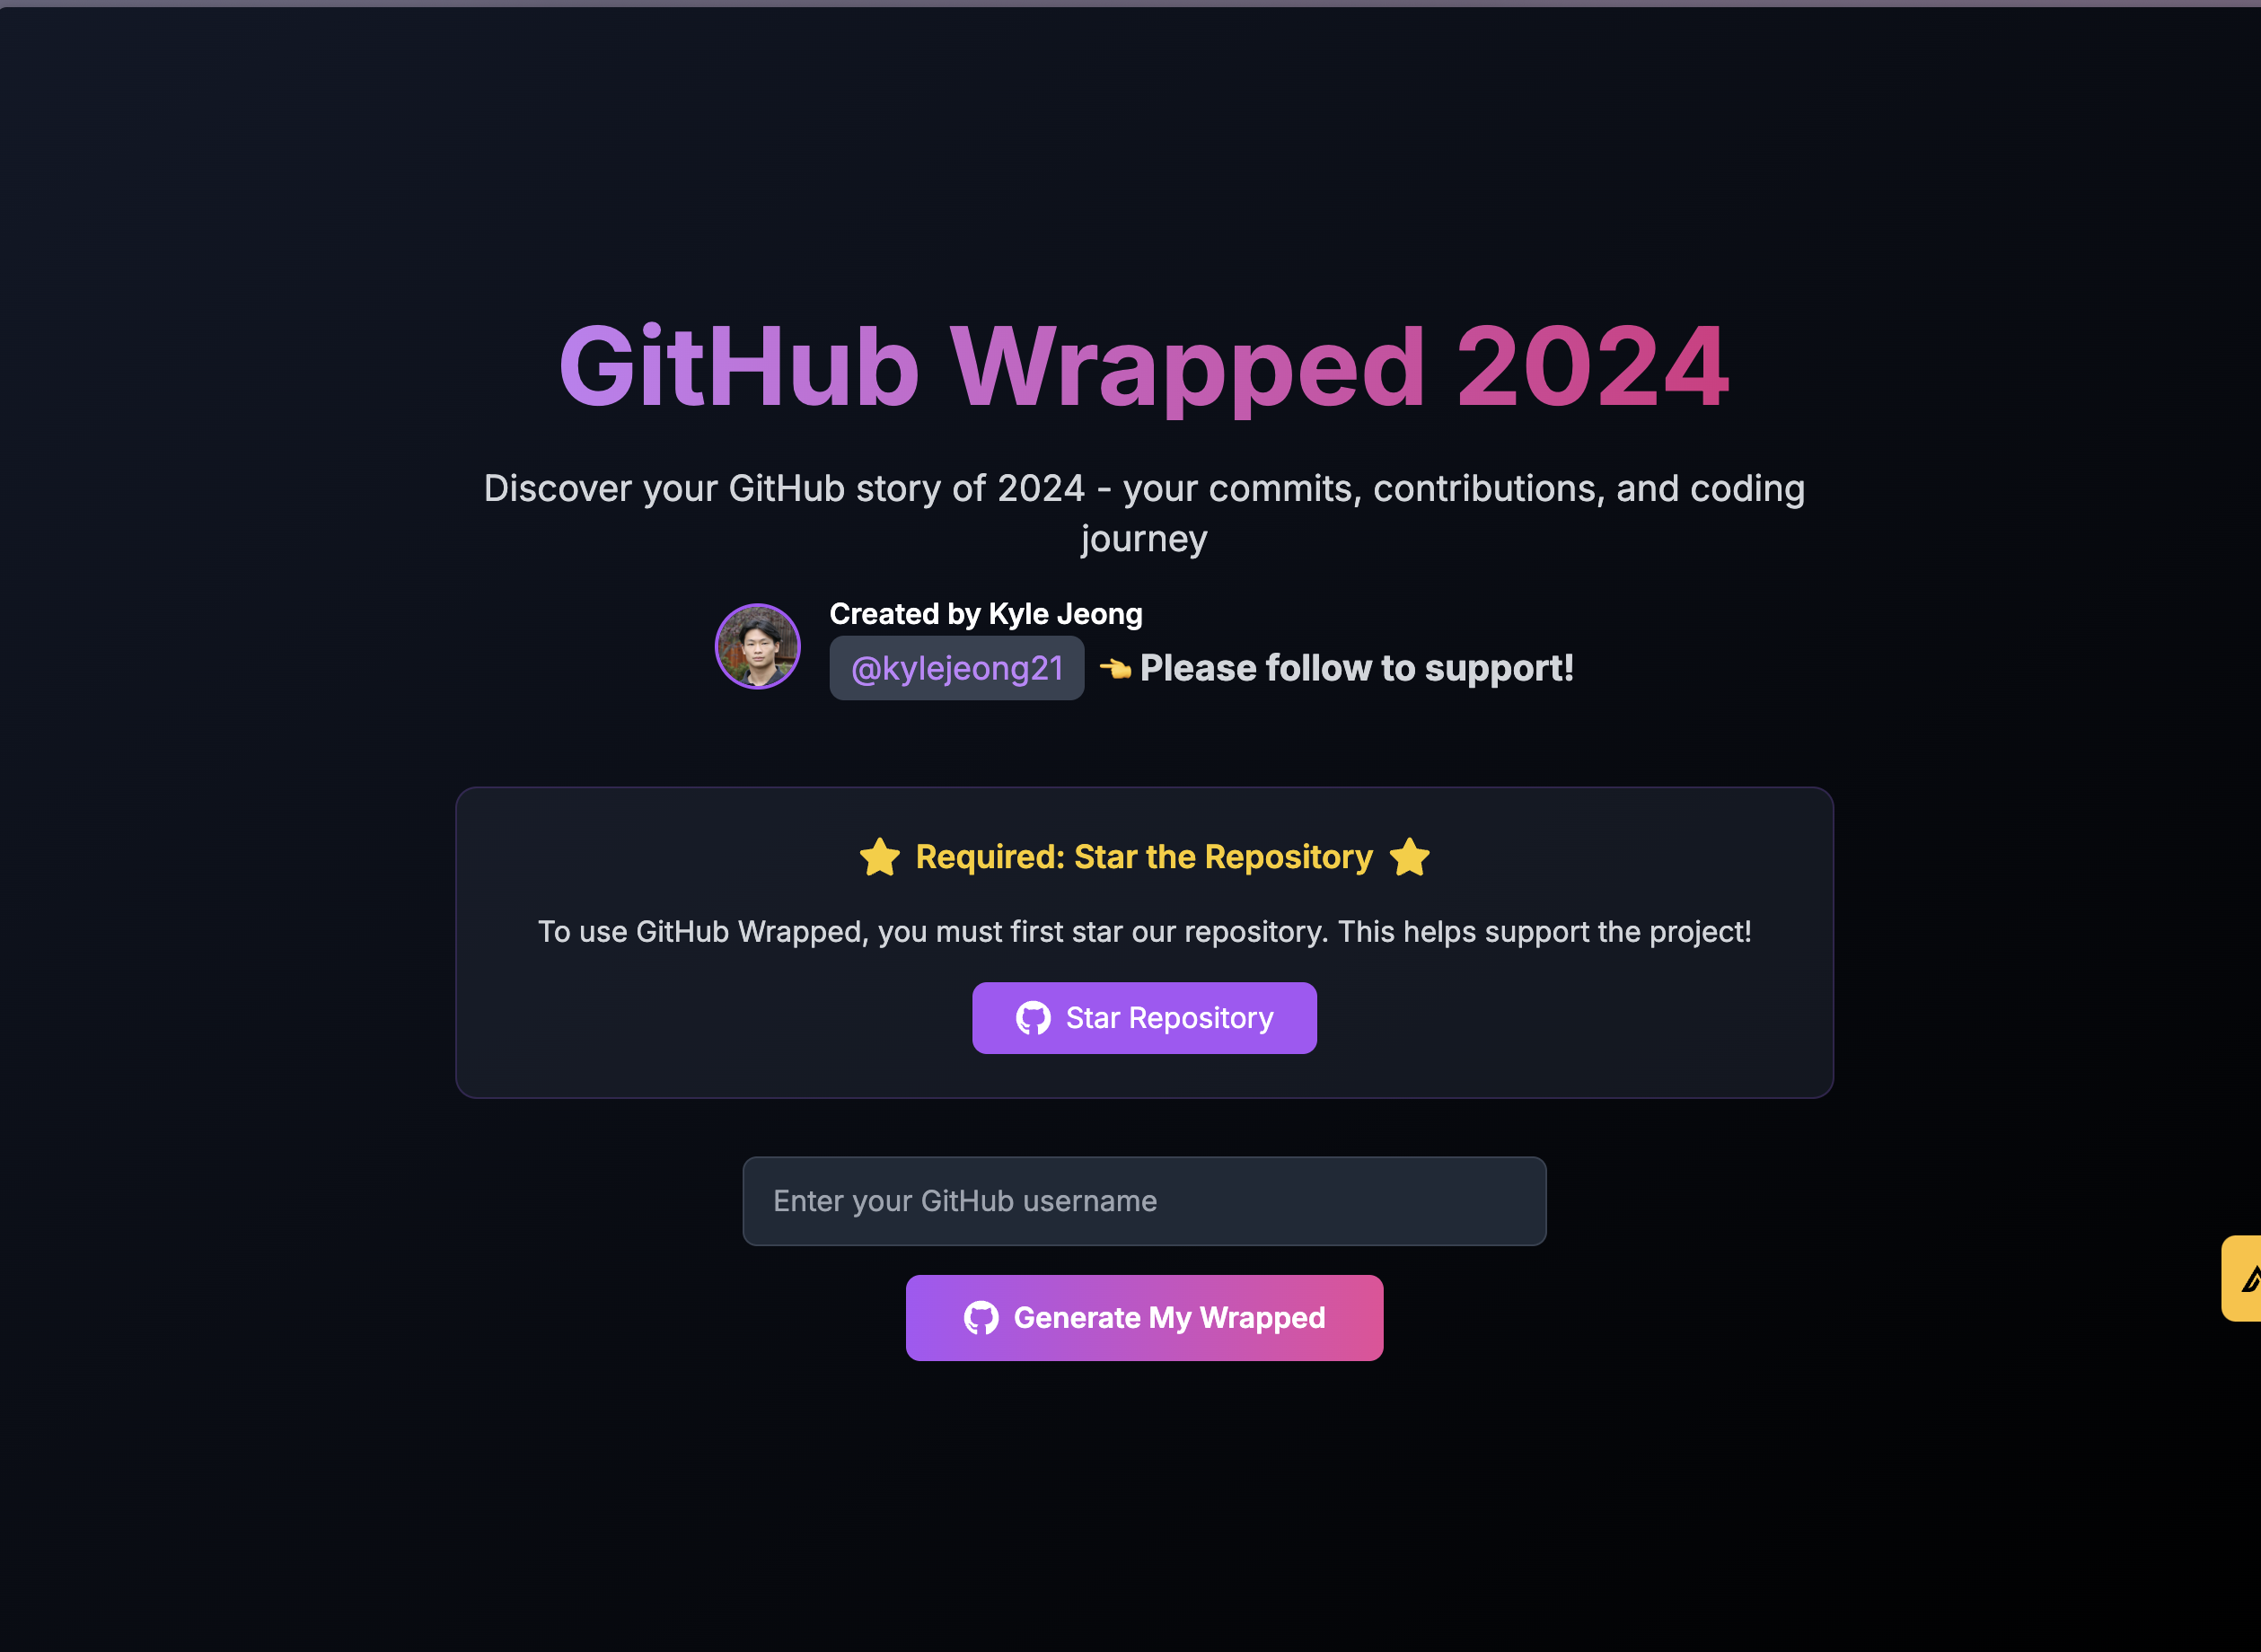 GitHub Wrapped 2024
Discover your GitHub story of 2024 - your commits, contributions, and coding
journey
Created by Kyle Jeong
@kylejeong21 👈 Please follow to support!
⭐ Required: Star the Repository ⭐
To use GitHub Wrapped, you must first star our repository. This helps support the project!
Star Repository
Enter your GitHub username
Generate My Wrapped